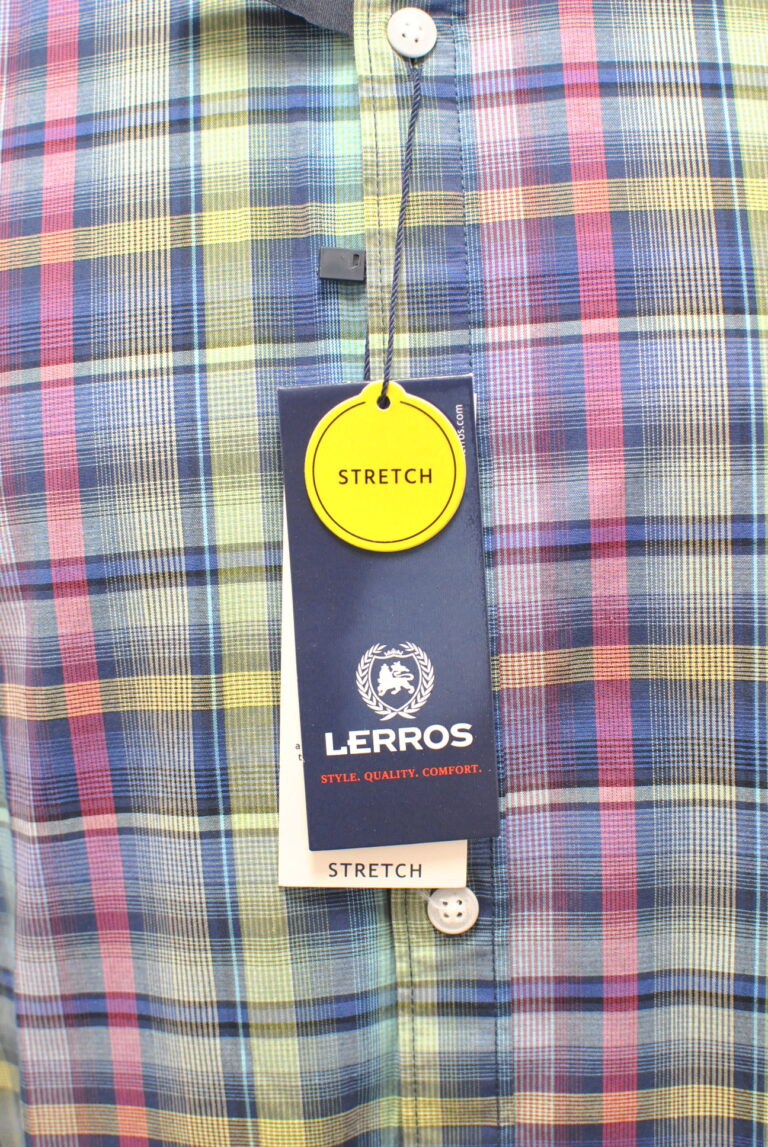 STRETCH
LERROS
STYLE. QUALITY. COMFORT.
STRETCH